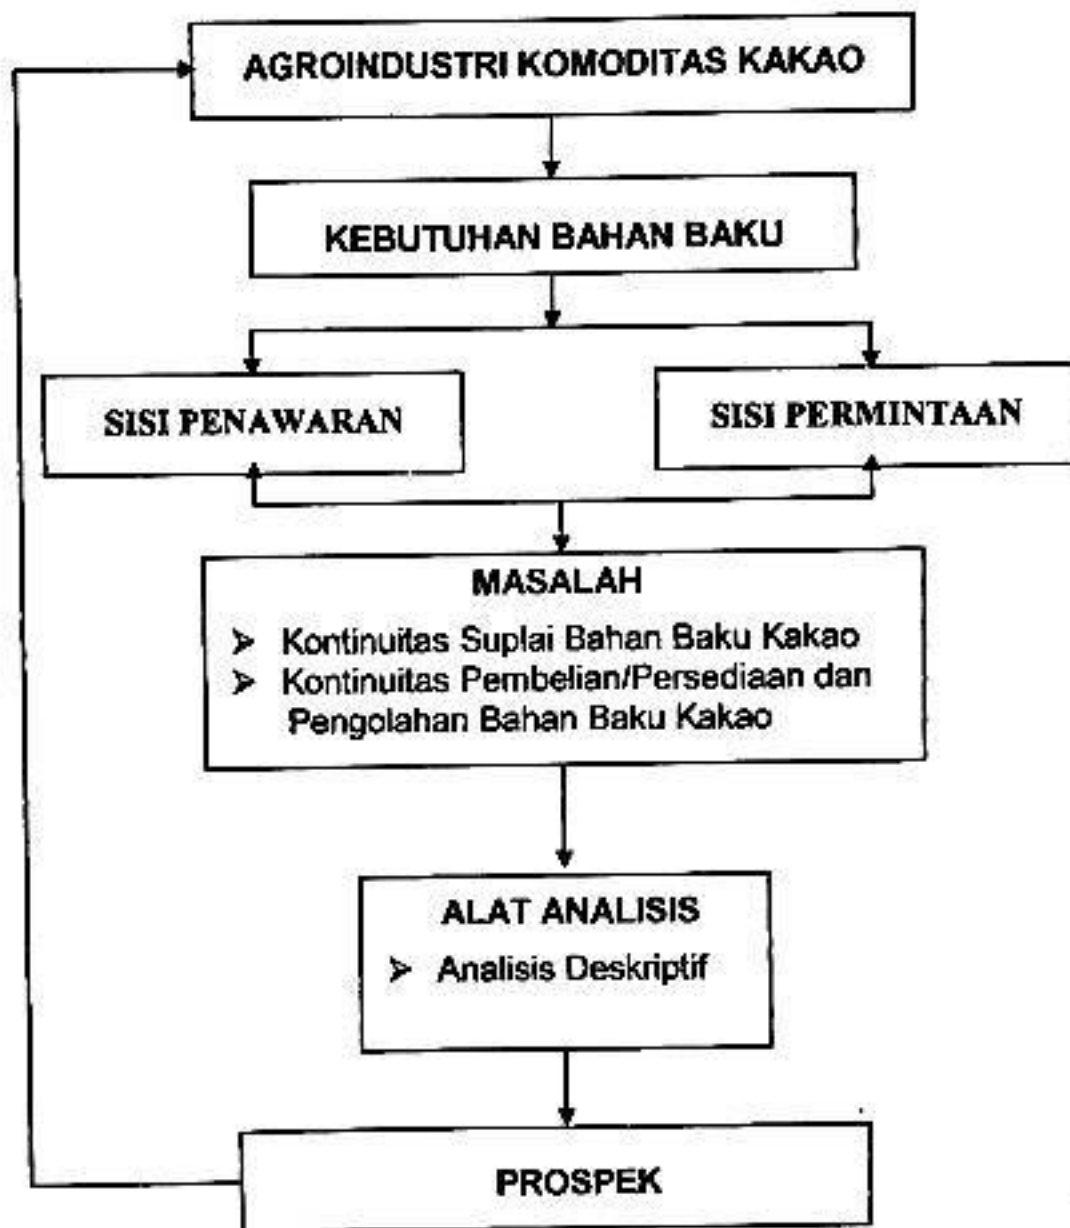 AGROINDUSTRI KOMODITAS KAKAO
KEBUTUHAN BAHAN BAKU
SISI PENAWARAN
SISI PERMINTAAN
MASALAH
➤ Kontinuitas Suplai Bahan Baku Kakao
➤ Kontinuitas Pembelian/Persediaan dan
Pengolahan Bahan Baku Kakao
ALAT ANALISIS
➤ Analisis Deskriptif
PROSPEK